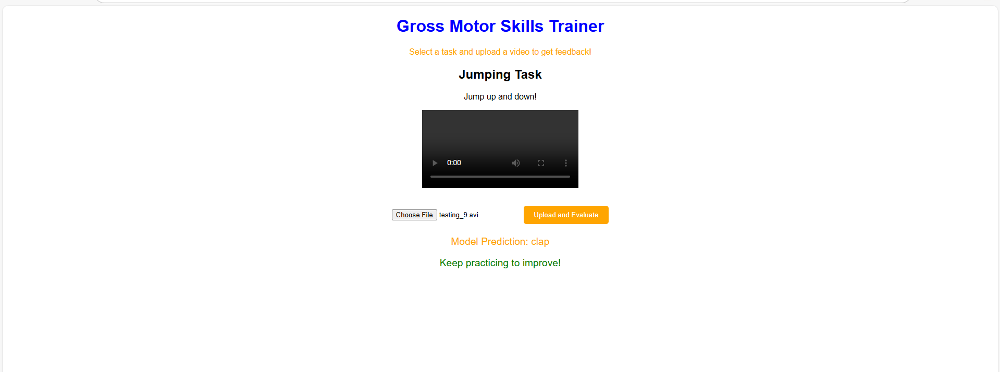 Gross Motor Skills Trainer
Select a task and upload a video to get feedback!
Jumping Task
Jump up and down!
0:00
Choose File testing_9.avi Upload and Evaluate
Model Prediction: clap
Keep practicing to improve!